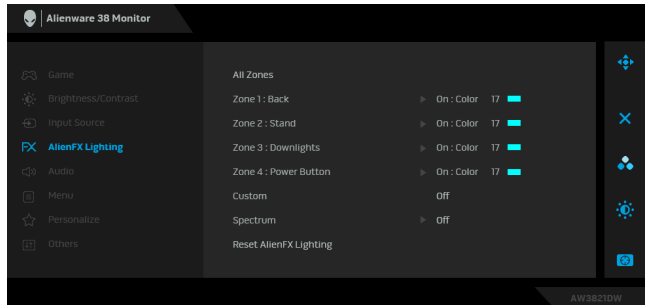 Alienware 38 Monitor
Game
Brightness/Contrast
Input Source
AlienFX Lighting
Audio
Menu
Personalize
Others
All Zones
Zone 1 : Back On : Color 17
Zone 2 : Stand On : Color 17
Zone 3 : Downlights On : Color 17
Zone 4 : Power Button On : Color 17
Custom Off
Spectrum Off
Reset AlienFX Lighting
AW3821DW